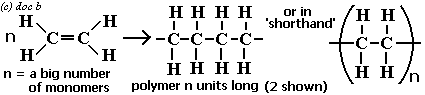 (c) doc b
n H H C=C H H → H H H H -C-C-C-C- H H H H
or in 'shorthand'
( H H -C-C- H H )n
n = a big number of monomers
polymer n units long (2 shown)